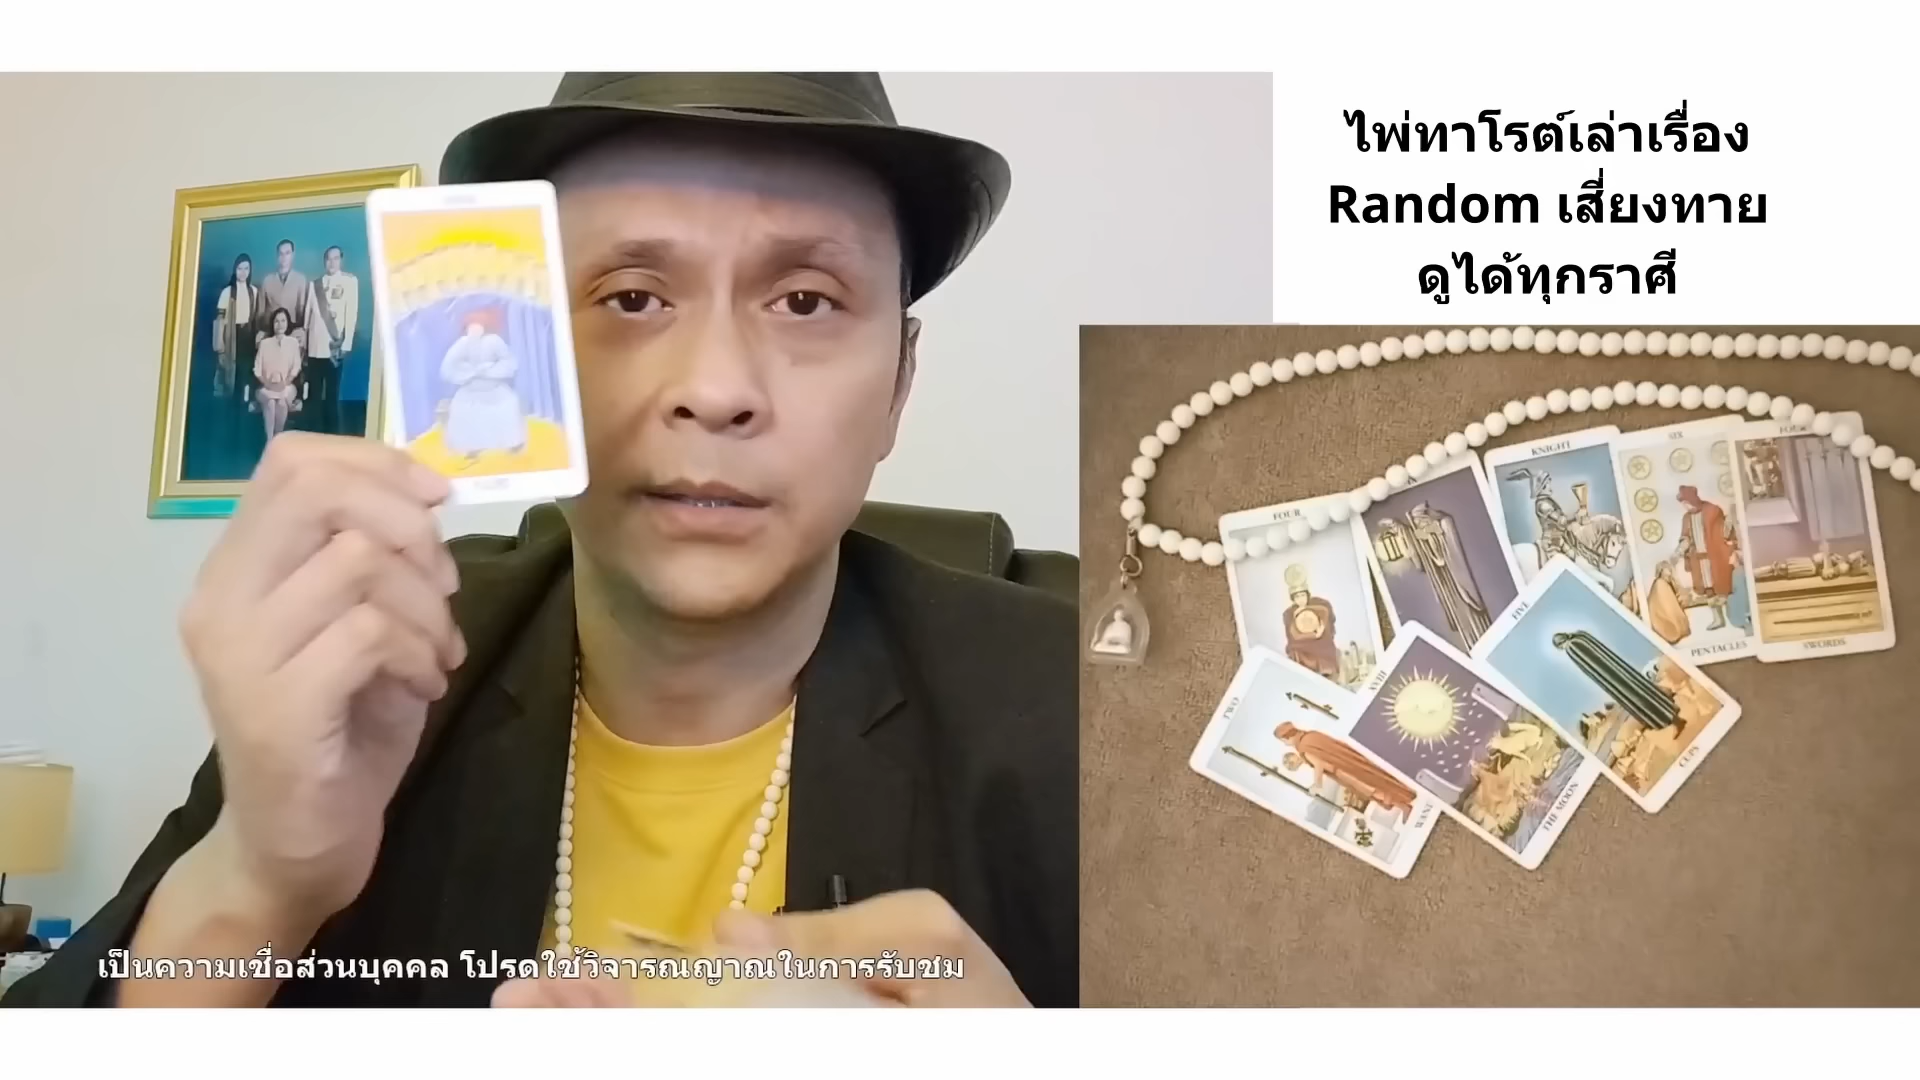 ไพ่ทาโรต์เล่าเรื่อง
Random เสี่ยงทาย
ดูได้ทุกราศี
FOUR
KNIGHT
SIX
PENTACLES
FOUR
SWORDS
TWO
WANDS
XVIII
THE MOON
FIVE
CUPS
เป็นความเชื่อส่วนบุคคล โปรดใช้วิจารณญาณในการรับชม